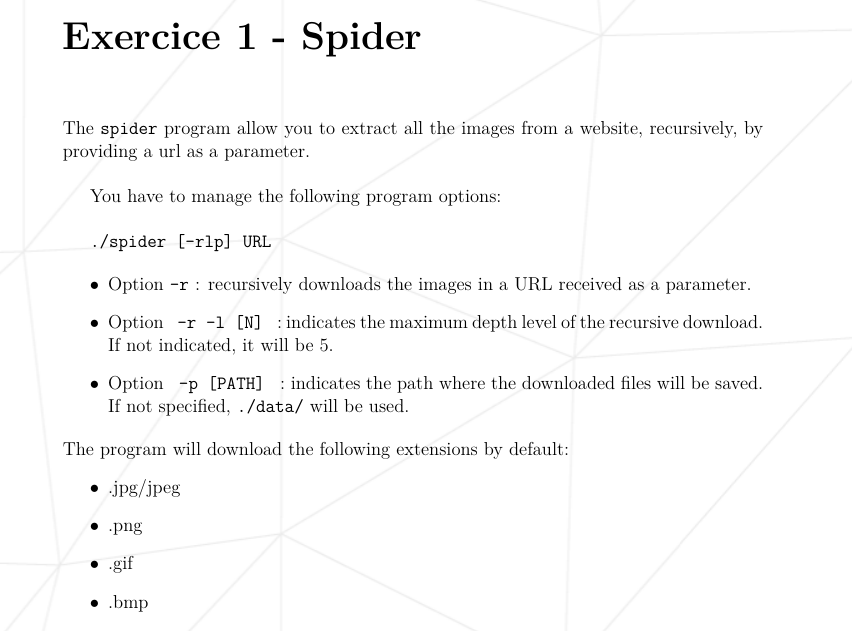 Exercice 1 - Spider
The spider program allow you to extract all the images from a website, recursively, by
providing a url as a parameter.
You have to manage the following program options:
./spider [-rlp] URL
• Option -r : recursively downloads the images in a URL received as a parameter.
• Option -r -l [N] : indicates the maximum depth level of the recursive download.
If not indicated, it will be 5.
• Option -p [PATH] : indicates the path where the downloaded files will be saved.
If not specified, ./data/ will be used.
The program will download the following extensions by default:
• .jpg/jpeg
• .png
• .gif
• .bmp